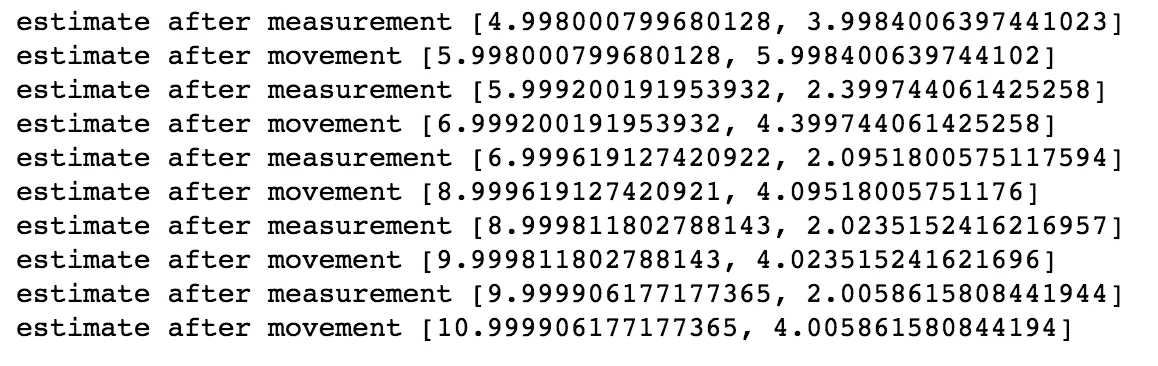 estimate after measurement [4.998000799680128, 3.9984006397441023]
estimate after movement [5.998000799680128, 5.998400639744102]
estimate after measurement [5.999200191953932, 2.399744061425258]
estimate after movement [6.999200191953932, 4.399744061425258]
estimate after measurement [6.999619127420922, 2.0951800575117594]
estimate after movement [8.999619127420921, 4.09518005751176]
estimate after measurement [8.999811802788143, 2.0235152416216957]
estimate after movement [9.999811802788143, 4.023515241621696]
estimate after measurement [9.999906177177365, 2.0058615808441944]
estimate after movement [10.999906177177365, 4.005861580844194]